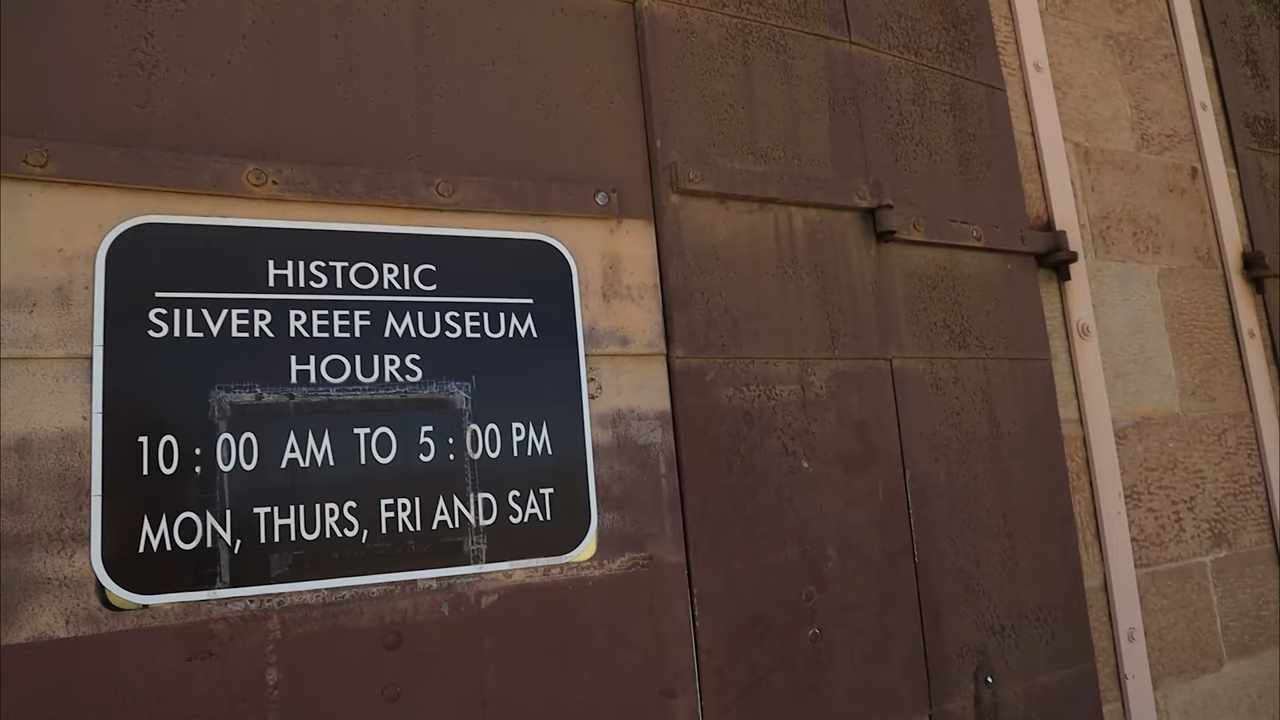 HISTORIC
SILVER REEF MUSEUM
HOURS
10 : 00 AM TO 5 : 00 PM
MON, THURS, FRI AND SAT